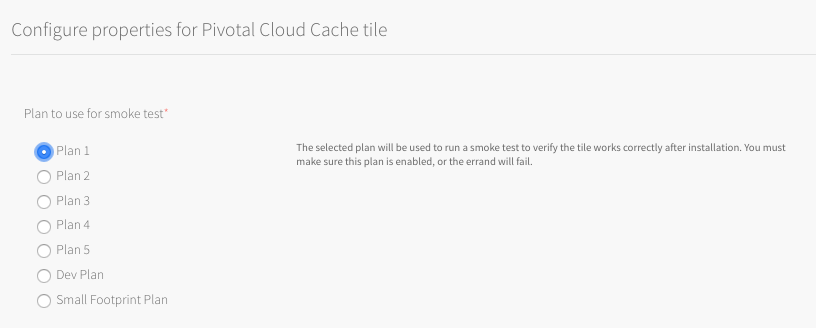 Configure properties for Pivotal Cloud Cache tile
Plan to use for smoke test*
Plan 1
The selected plan will be used to run a smoke test to verify the tile works correctly after installation. You must
make sure this plan is enabled, or the errand will fail.
Plan 2
Plan 3
Plan 4
Plan 5
Dev Plan
Small Footprint Plan